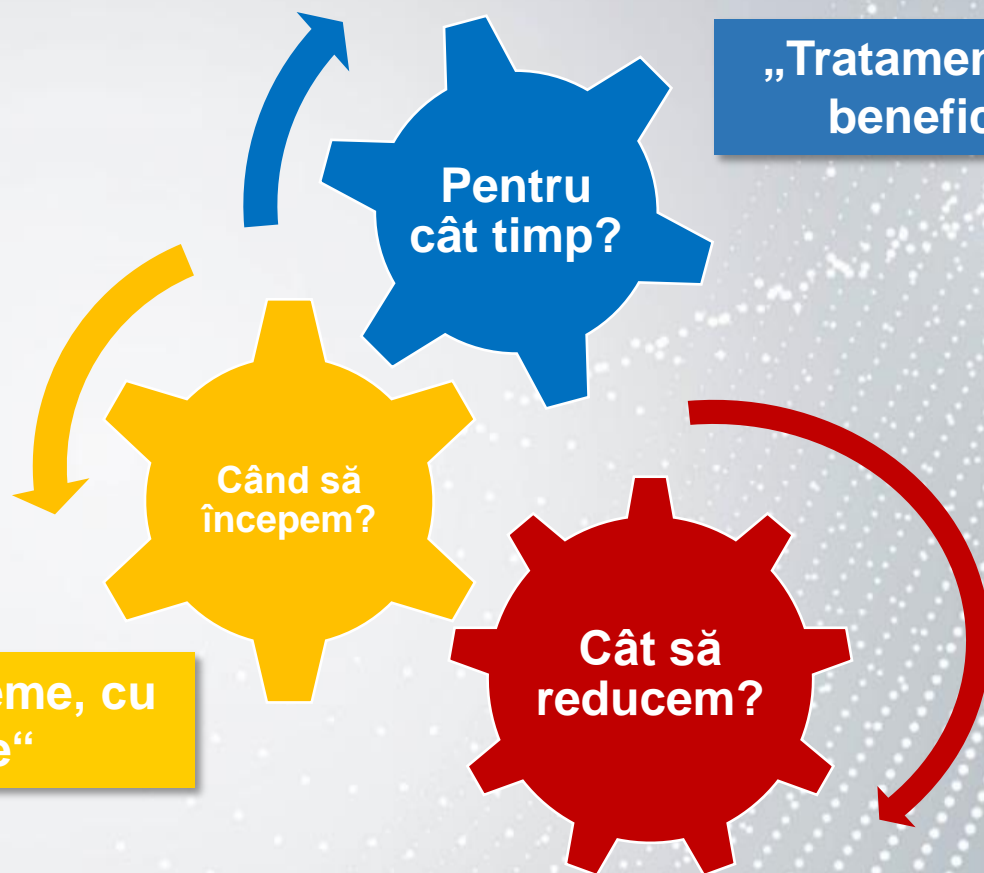 „Tratamen
benefic
Pentru
cât timp?
Când să
începem?
Cât să
reducem?
eme, cu
e“